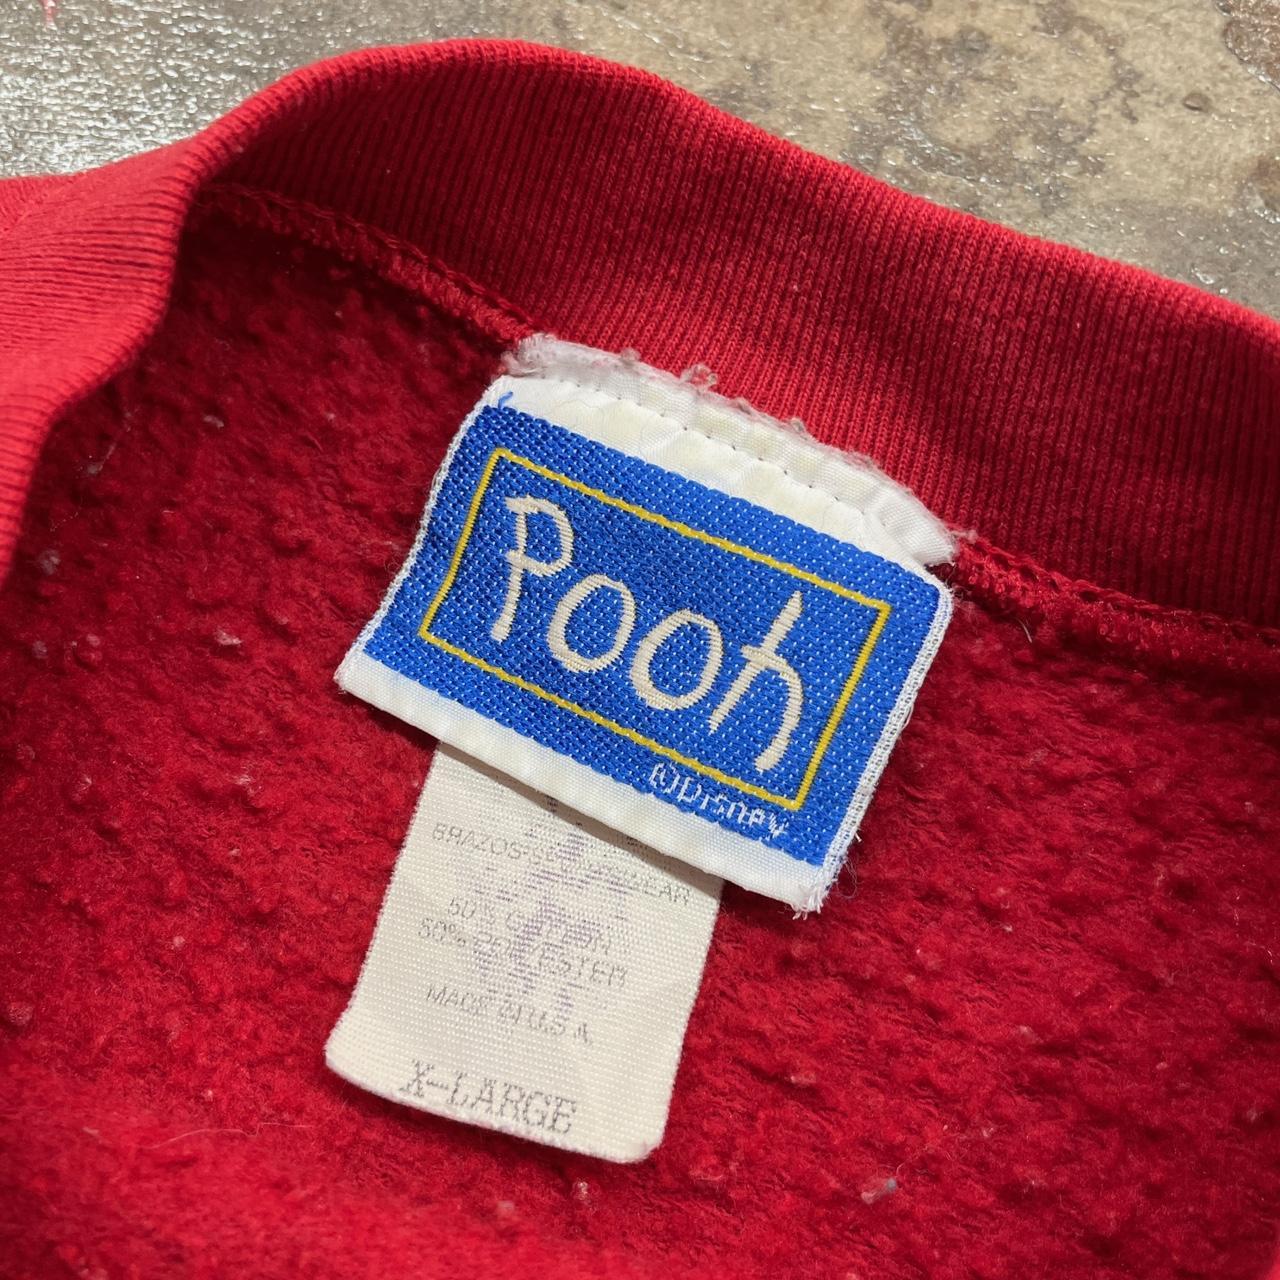 Pooh
©Disney
BRAZOS SPORTSWEAR
50% COTTON
50% POLYESTER
MADE IN U.S.A.
X-LARGE